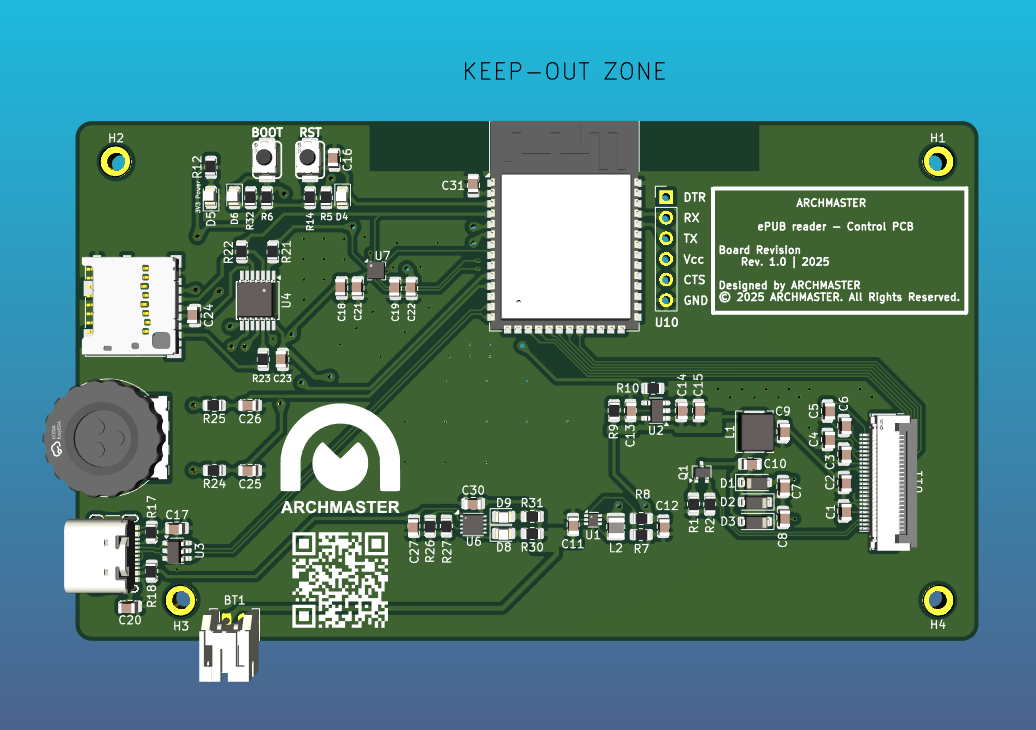 KEEP-OUT ZONE
H2
BOOT
RST
H1
R12
C16
3V3 Power
D5
D6
R32
R6
R14
R5
D4
C31
DTR
RX
TX
Vcc
CTS
GND
U10
ARCHMASTER
ePUB reader - Control PCB
Board Revision
Rev. 1.0 | 2025
Designed by ARCHMASTER
© 2025 ARCHMASTER. All Rights Reserved.
R22
R21
U7
U4
C18
C21
C19
C22
C24
R23
C23
R10
C14
C15
R25
C26
R9
C13
U2
L1
C9
C5
C6
C4
C3
C10
R24
C25
Q1
D1
C7
C2
U11
ARCHMASTER
R17
C17
C30
D9
R31
R8
C12
R1
R2
D2
D3
C8
C1
U3
C27
R26
R27
U6
D8
R30
C11
U1
L2
R7
R18
C20
BT1
H3
H4